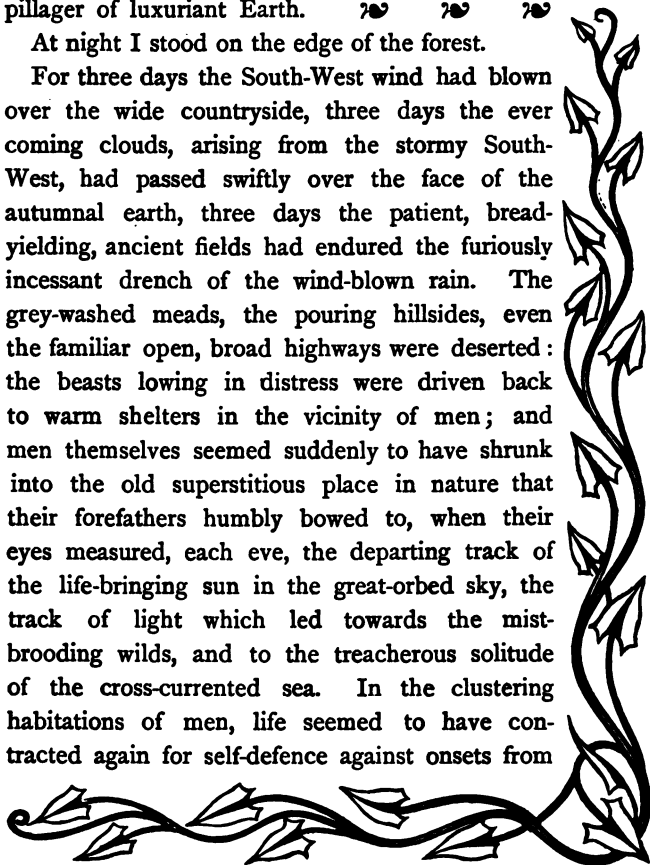 pillager of luxuriant Earth.
At night I stood on the edge of the forest.
For three days the South-West wind had blown
over the wide countryside, three days the ever
coming clouds, arising from the stormy South-
West, had passed swiftly over the face of the
autumnal earth, three days the patient, bread-
yielding, ancient fields had endured the furiously
incessant drench of the wind-blown rain. The
grey-washed meads, the pouring hillsides, even
the familiar open, broad highways were deserted :
the beasts lowing in distress were driven back
to warm shelters in the vicinity of men ; and
men themselves seemed suddenly to have shrunk
into the old superstitious place in nature that
their forefathers humbly bowed to, when their
eyes measured, each eve, the departing track of
the life-bringing sun in the great-orbed sky, the
track of light which led towards the mist-
brooding wilds, and to the treacherous solitude
of the cross-currented sea. In the clustering
habitations of men, life seemed to have con-
tracted again for self-defence against onsets from